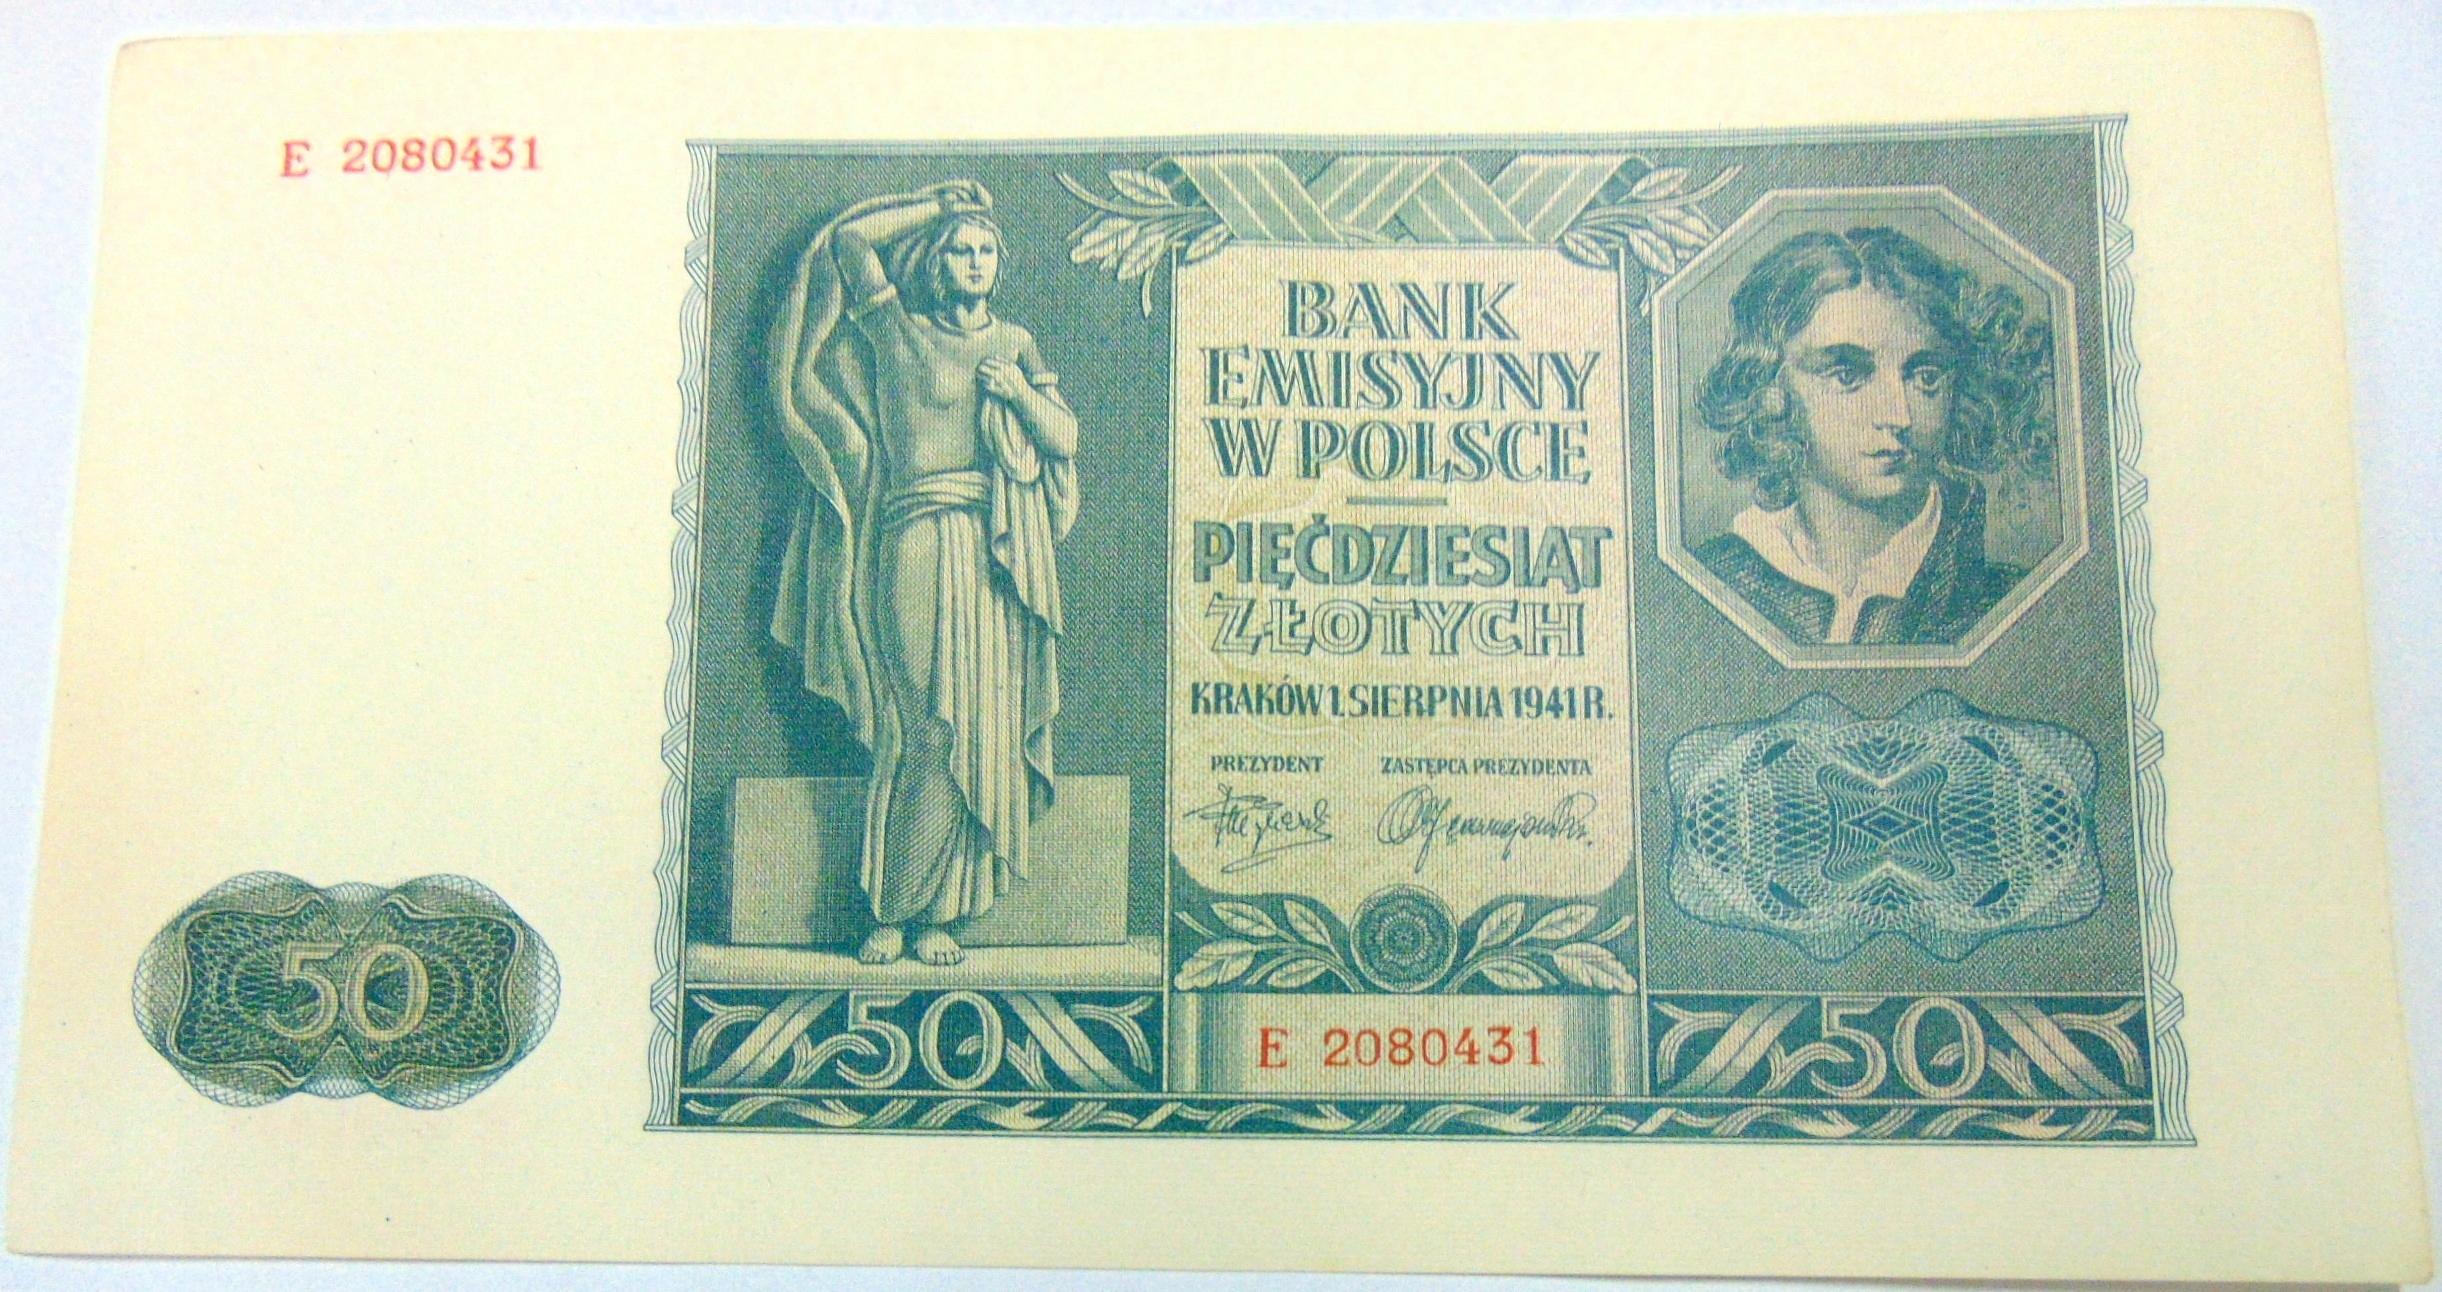 E 2080431
BANK
EMISYJNY
W POLSCE
PIĘĆDZIESIĄT
ZŁOTYCH
KRAKÓW 1. SIERPNIA 1941 R.
PREZYDENT ZASTĘPCA PREZYDENTA
50
50
E 2080431
50